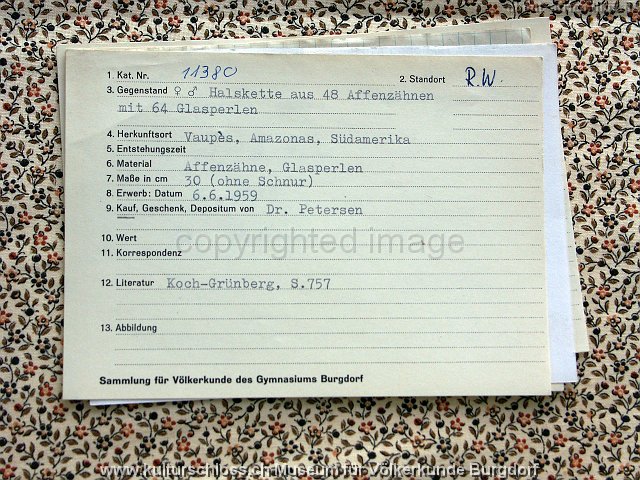 1. Kat. Nr. 11380 2. Standort R.W.
3. Gegenstand ♀ ♂ Halskette aus 48 Affenzähnen
mit 64 Glasperlen
4. Herkunftsort Vaupès, Amazonas, Südamerika
5. Entstehungszeit
6. Material Affenzähne, Glasperlen
7. Maße in cm 30 (ohne Schnur)
8. Erwerb: Datum 6.6.1959
9. Kauf, Geschenk, Depositum von Dr. Petersen
10. Wert
copyrighted image
11. Korrespondenz
12. Literatur Koch-Grünberg, S.757
13. Abbildung
Sammlung für Völkerkunde des Gymnasiums Burgdorf
www.kulturschloss.ch Museum für Völkerkunde Burgdorf